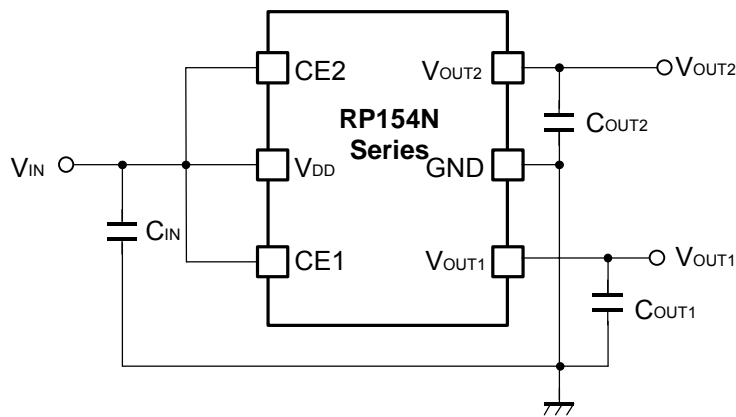 CE2
VOUT2
VOUT2
RP154N
Series
COUT2
VIN
VDD
GND
CIN
CE1
VOUT1
VOUT1
COUT1